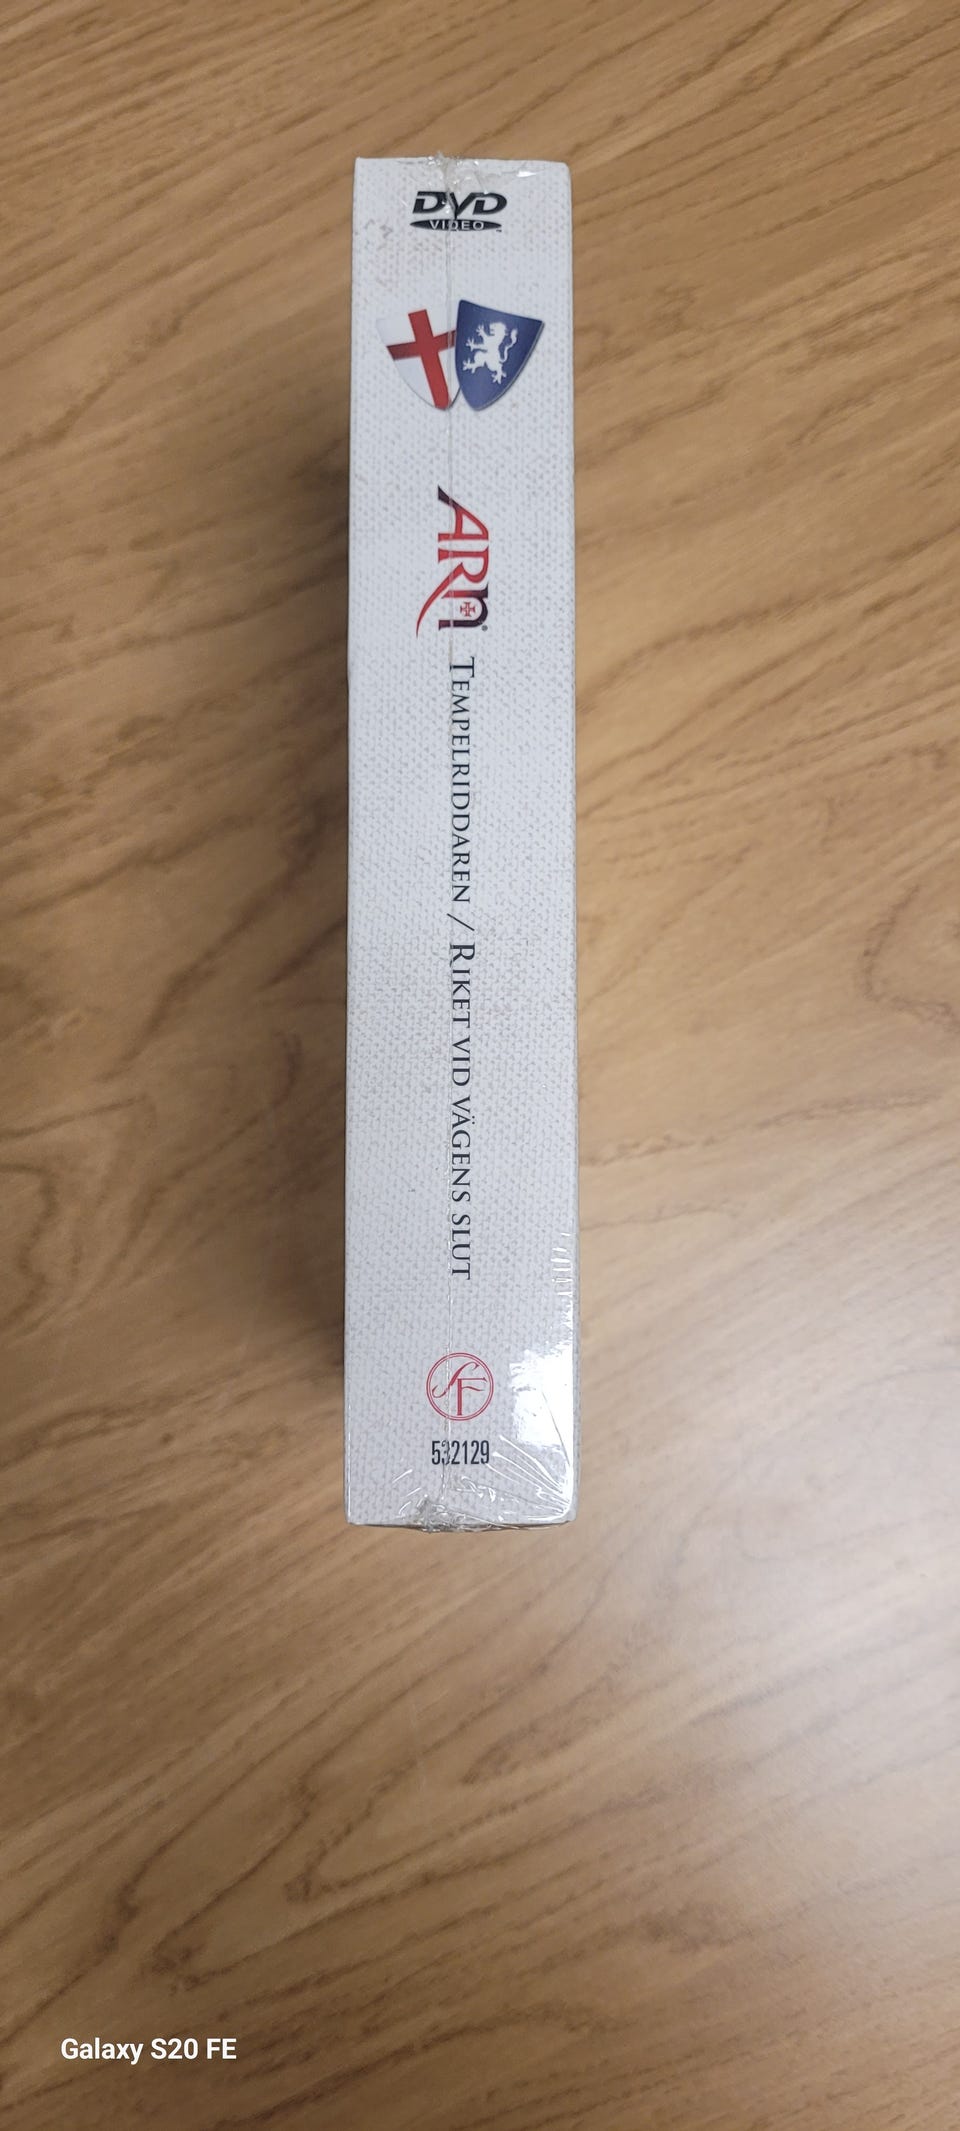 DVD
VIDEO
ARn
TEMPELRIDDAREN / RIKET VID VÄGENS SLUT
SF
532129
Galaxy S20 FE